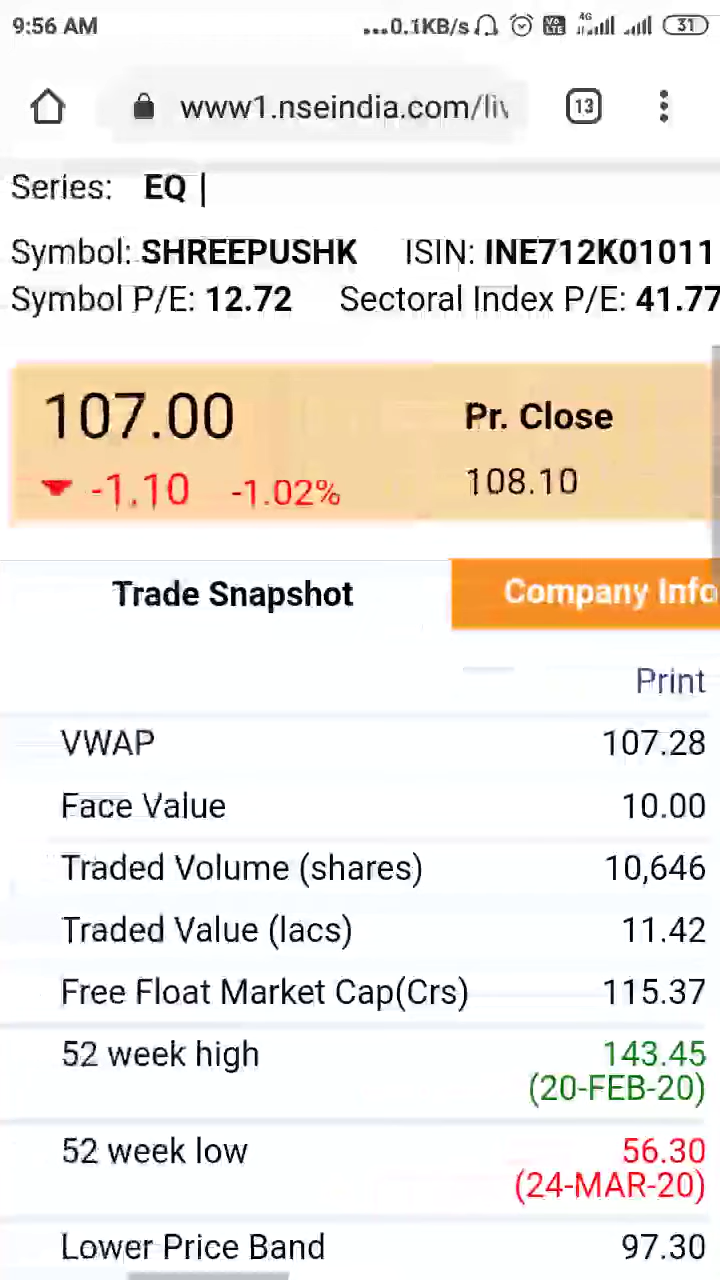 9:56 AM ...0.1KB/s Vo LTE 4G 31
www1.nseindia.com/liv 13
Series: EQ |
Symbol: SHREEPUSHK ISIN: INE712K01011
Symbol P/E: 12.72 Sectoral Index P/E: 41.77
107.00 Pr. Close
-1.10 -1.02% 108.10
Trade Snapshot Company Info
Print
VWAP 107.28
Face Value 10.00
Traded Volume (shares) 10,646
Traded Value (lacs) 11.42
Free Float Market Cap(Crs) 115.37
52 week high 143.45
(20-FEB-20)
52 week low 56.30
(24-MAR-20)
Lower Price Band 97.30